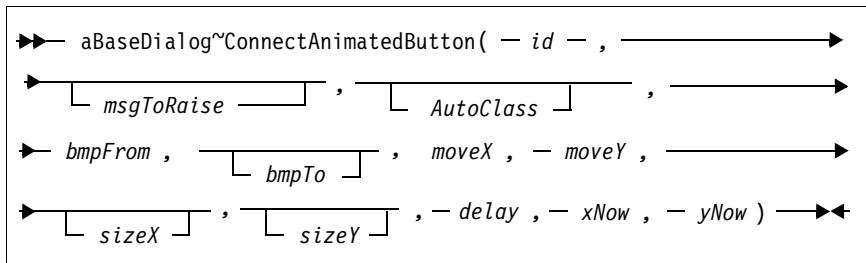 aBaseDialog~ConnectAnimatedButton( id ,
msgToRaise , AutoClass ,
bmpFrom , bmpTo , moveX , moveY ,
sizeX , sizeY , delay , xNow , yNow )